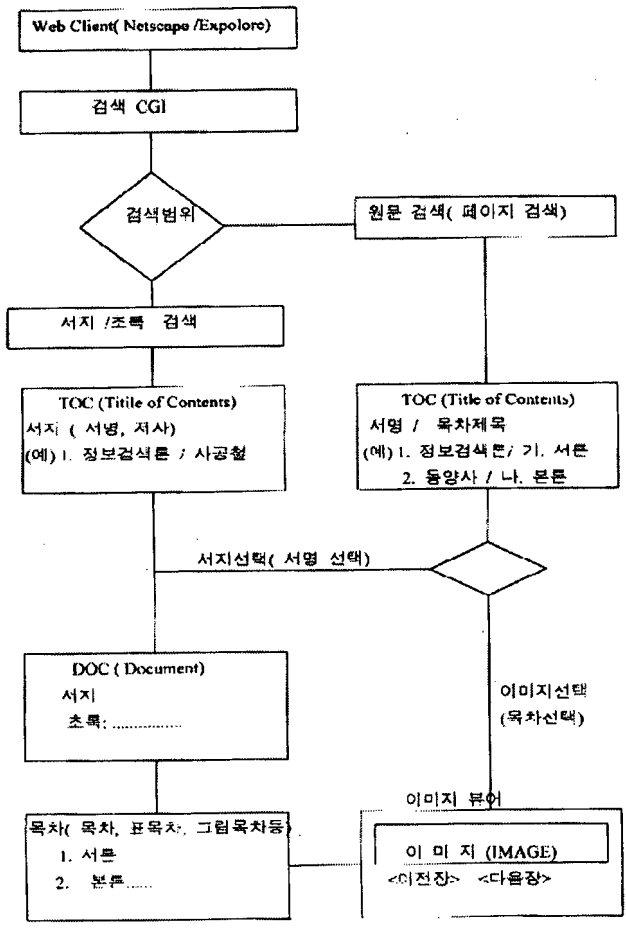 Web Client( Netscape /Expolore)
검색 CGI
검색범위
원문 검색( 페이지 검색)
서지 /초록 검색
TOC (Titile of Contents)
서지 ( 서명, 저사)
(예) 1. 정보검색론 / 사공철
TOC (Title of Contents)
서명 / 목차제목
(예) 1. 정보검색론/ 기. 서론
2. 동양사 / 나. 본론
서지선택( 서명 선택)
DOC ( Document)
서지
초록: ...............
이미지선택
(목차선택)
목차( 목차, 표목차, 그림목차등)
1. 서론
2. 본론......
이미지 뷰어
이 미 지 (IMAGE)
<이전장> <다음장>